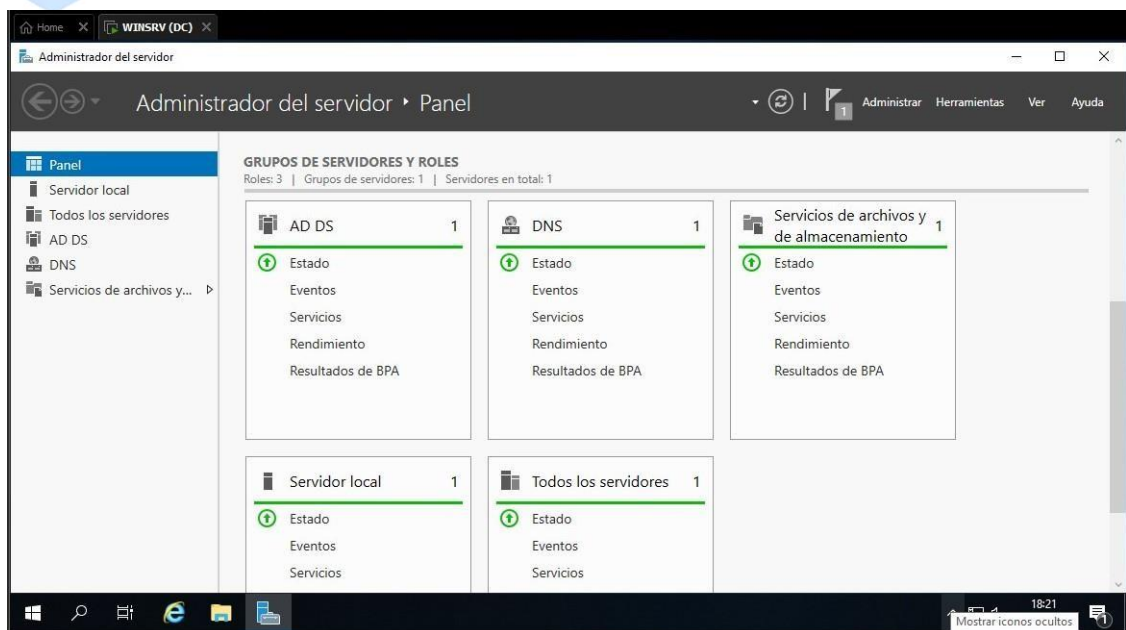 Home
WINSRV (DC)
Administrador del servidor
Administrador del servidor ‣ Panel
1
Administrar Herramientas Ver Ayuda
Panel
Servidor local
Todos los servidores
AD DS
DNS
Servicios de archivos y...
GRUPOS DE SERVIDORES Y ROLES
Roles: 3 | Grupos de servidores: 1 | Servidores en total: 1
AD DS 1
Estado
Eventos
Servicios
Rendimiento
Resultados de BPA
DNS 1
Estado
Eventos
Servicios
Rendimiento
Resultados de BPA
Servicios de archivos y
de almacenamiento 1
Estado
Eventos
Servicios
Rendimiento
Resultados de BPA
Servidor local 1
Estado
Eventos
Servicios
Todos los servidores 1
Estado
Eventos
Servicios
18:21
Mostrar iconos ocultos
1